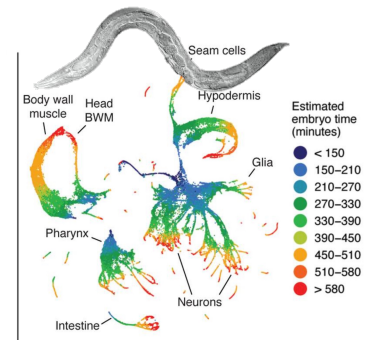 Seam cells
Hypodermis
Body wall
muscle
Head
BWM
Glia
Pharynx
Neurons
Intestine
Estimated
embryo time
(minutes)
< 150
150–210
210–270
270–330
330–390
390–450
450–510
510–580
> 580